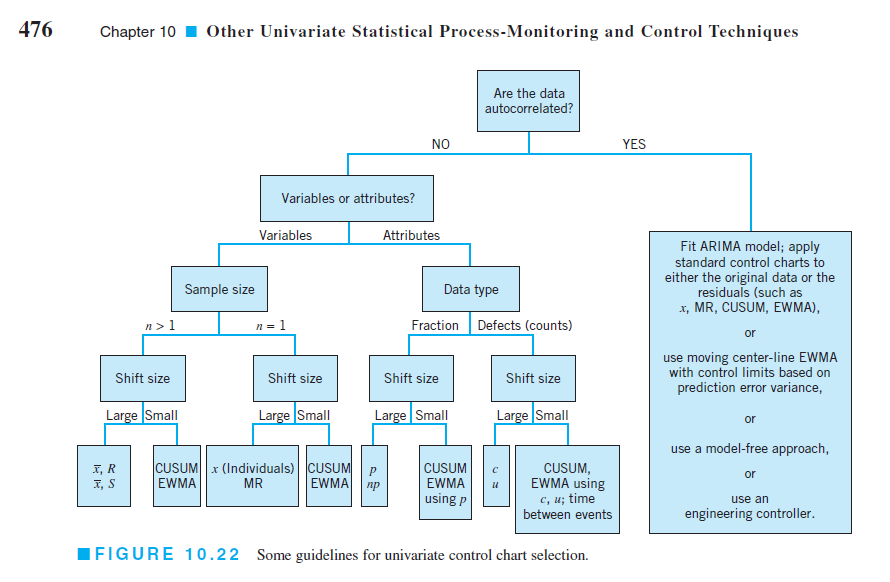 476
Chapter 10 ■ Other Univariate Statistical Process-Monitoring and Control Techniques
Are the data
autocorrelated?
NO
YES
Variables or attributes?
Variables
Attributes
Sample size
Data type
n > 1
n = 1
Fraction
Defects (counts)
Shift size
Shift size
Shift size
Shift size
Large
Small
Large
Small
Large
Small
Large
Small
x̅, R
x̅, S
CUSUM
EWMA
x (Individuals)
MR
CUSUM
EWMA
p
np
CUSUM
EWMA
using p
c
u
CUSUM,
EWMA using
c, u; time
between events
Fit ARIMA model; apply
standard control charts to
either the original data or the
residuals (such as
x, MR, CUSUM, EWMA),
or
use moving center-line EWMA
with control limits based on
prediction error variance,
or
use a model-free approach,
or
use an
engineering controller.
■ FIGURE 10.22 Some guidelines for univariate control chart selection.